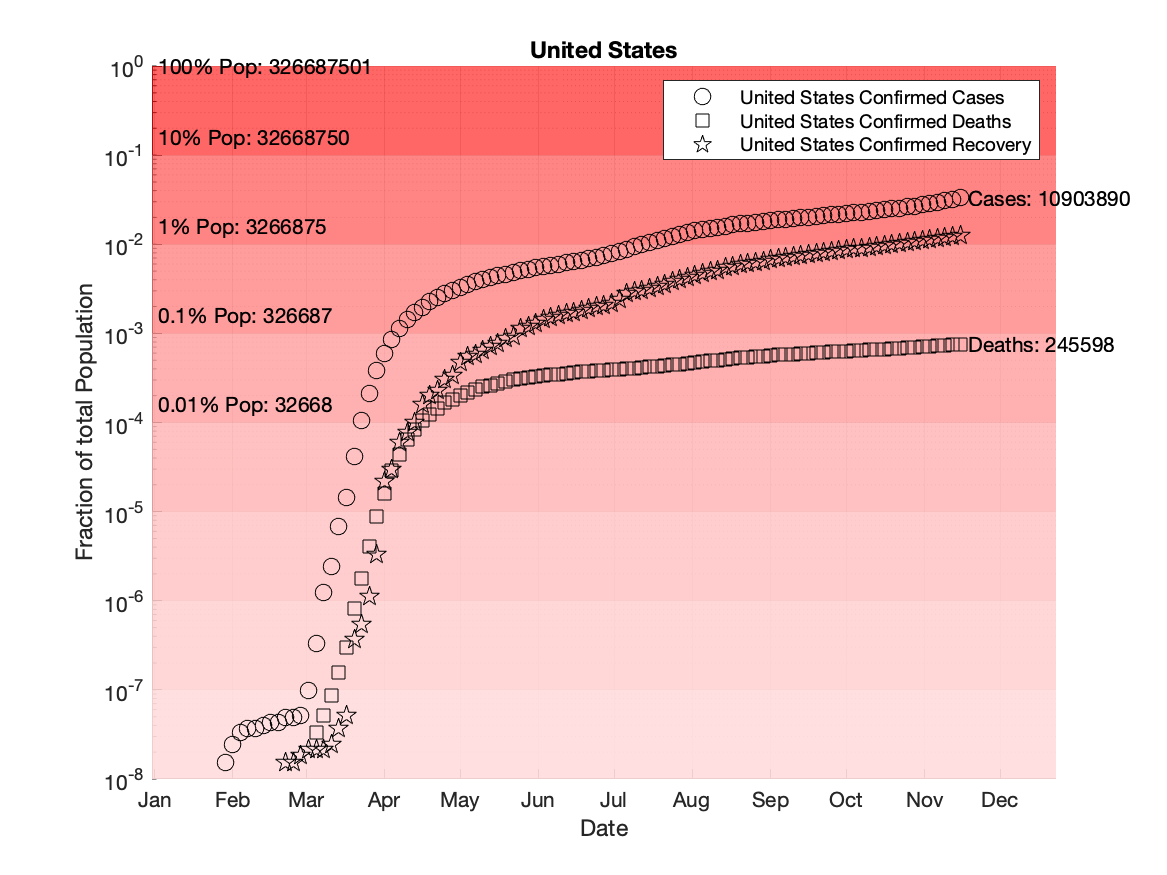 United States
10^0
100% Pop: 326687501
United States Confirmed Cases
United States Confirmed Deaths
United States Confirmed Recovery
10% Pop: 32668750
10^-1
Cases: 10903890
1% Pop: 3266875
10^-2
0.1% Pop: 326687
10^-3
Deaths: 245598
0.01% Pop: 32668
10^-4
10^-5
10^-6
10^-7
10^-8
Fraction of total Population
Jan Feb Mar Apr May Jun Jul Aug Sep Oct Nov Dec
Date